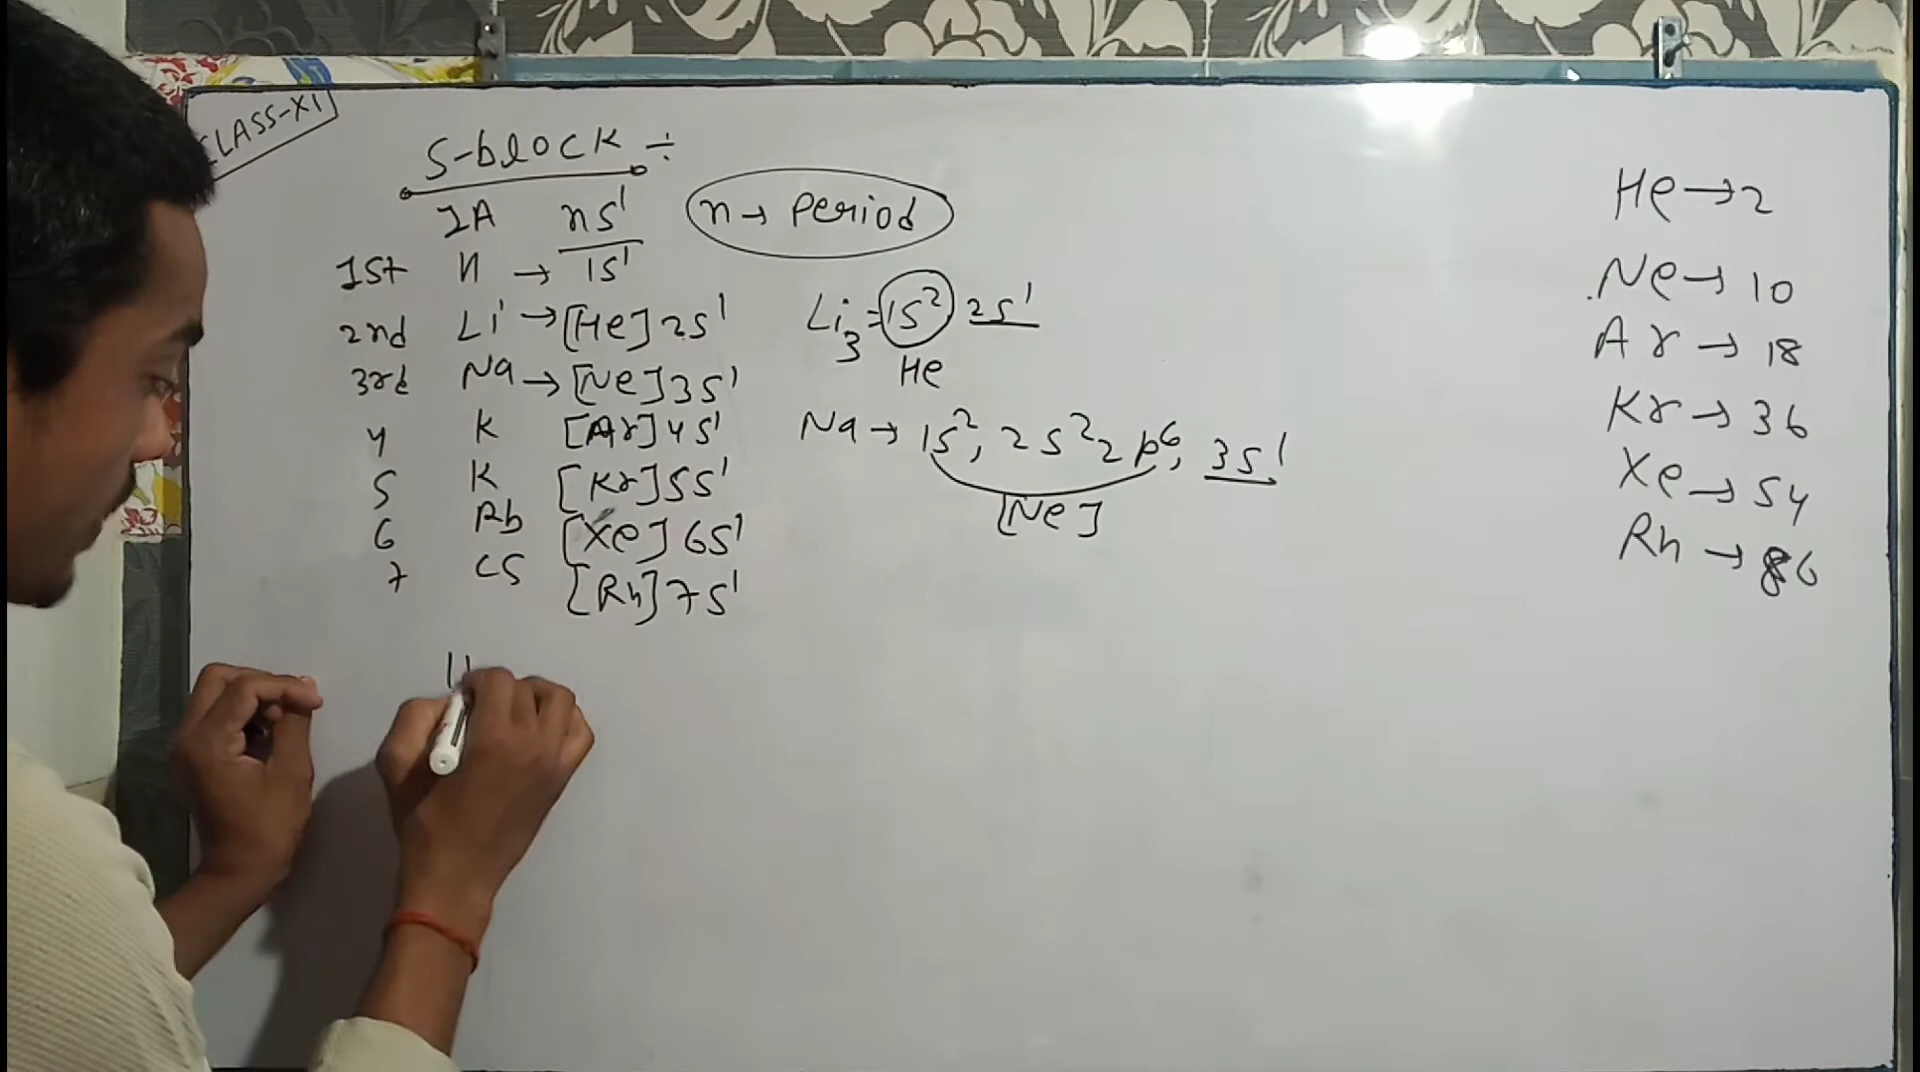 CLASS-XI
S-block ÷
IA ns¹ n → period
1st H → 1s¹
2nd Li → [He] 2s¹
3rd Na → [Ne] 3s¹
4 K [Ar] 4s¹
5 K [Kr] 5s¹
6 Rb [Xe] 6s¹
7 Cs [Rn] 7s¹
Li₃ = 1s² 2s¹
He
Na → 1s², 2s² 2p⁶, 3s¹
[Ne]
He → 2
Ne → 10
Ar → 18
Kr → 36
Xe → 54
Rn → 86